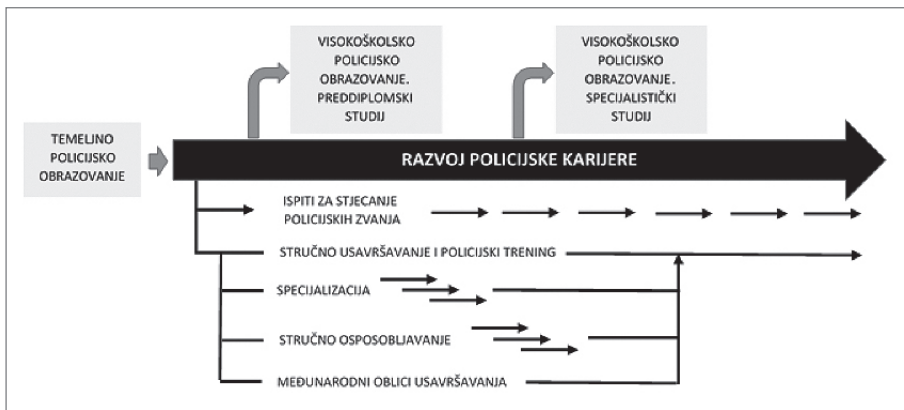 VISOKOŠKOLSKO
POLICIJSKO
OBRAZOVANJE.
PREDDIPLOMSKI
STUDIJ
VISOKOŠKOLSKO
POLICIJSKO
OBRAZOVANJE.
SPECIJALISTIČKI
STUDIJ
TEMELJNO
POLICIJSKO
OBRAZOVANJE
RAZVOJ POLICIJSKE KARIJERE
ISPITI ZA STJECANJE
POLICIJSKIH ZVANJA
STRUČNO USAVRŠAVANJE I POLICIJSKI TRENING
SPECIJALIZACIJA
STRUČNO OSPOSOBLJAVANJE
MEĐUNARODNI OBLICI USAVRŠAVANJA